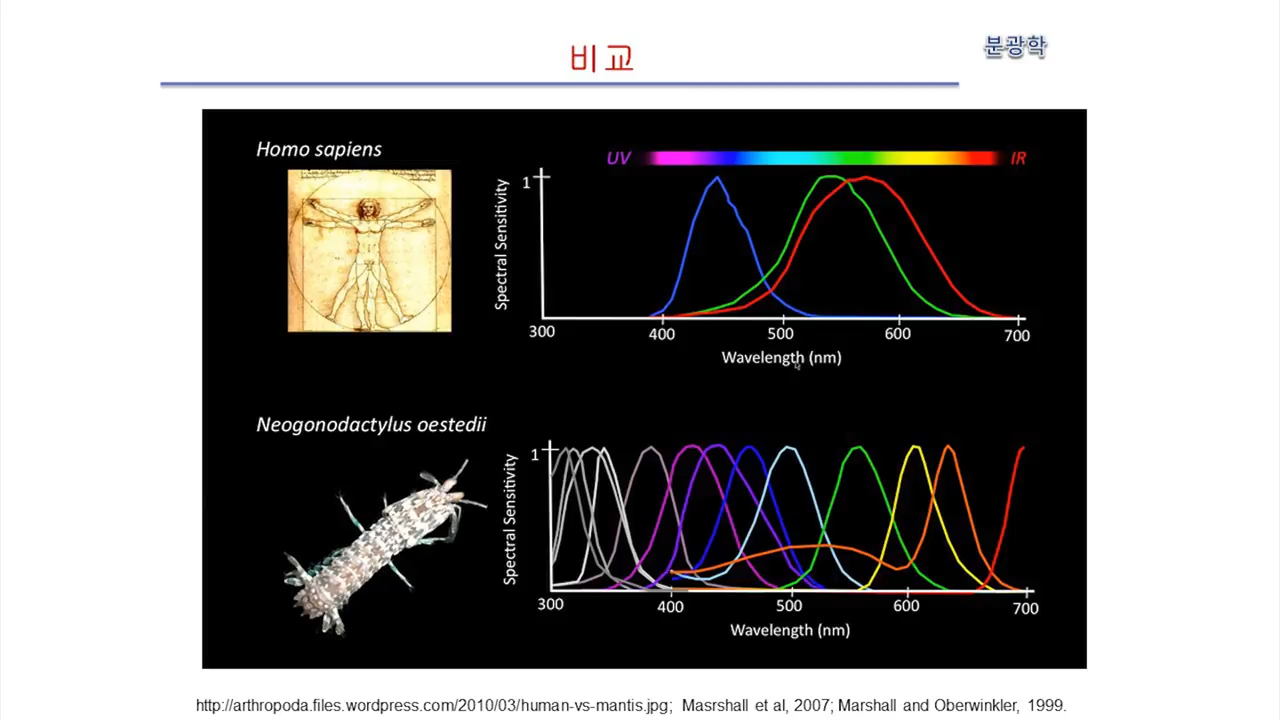 비교
분광학
Homo sapiens
UV
IR
1
Spectral Sensitivity
300 400 500 600 700
Wavelength (nm)
Neogonodactylus oestedii
1
Spectral Sensitivity
300 400 500 600 700
Wavelength (nm)
http://arthropoda.files.wordpress.com/2010/03/human-vs-mantis.jpg; Masrshall et al, 2007; Marshall and Oberwinkler, 1999.